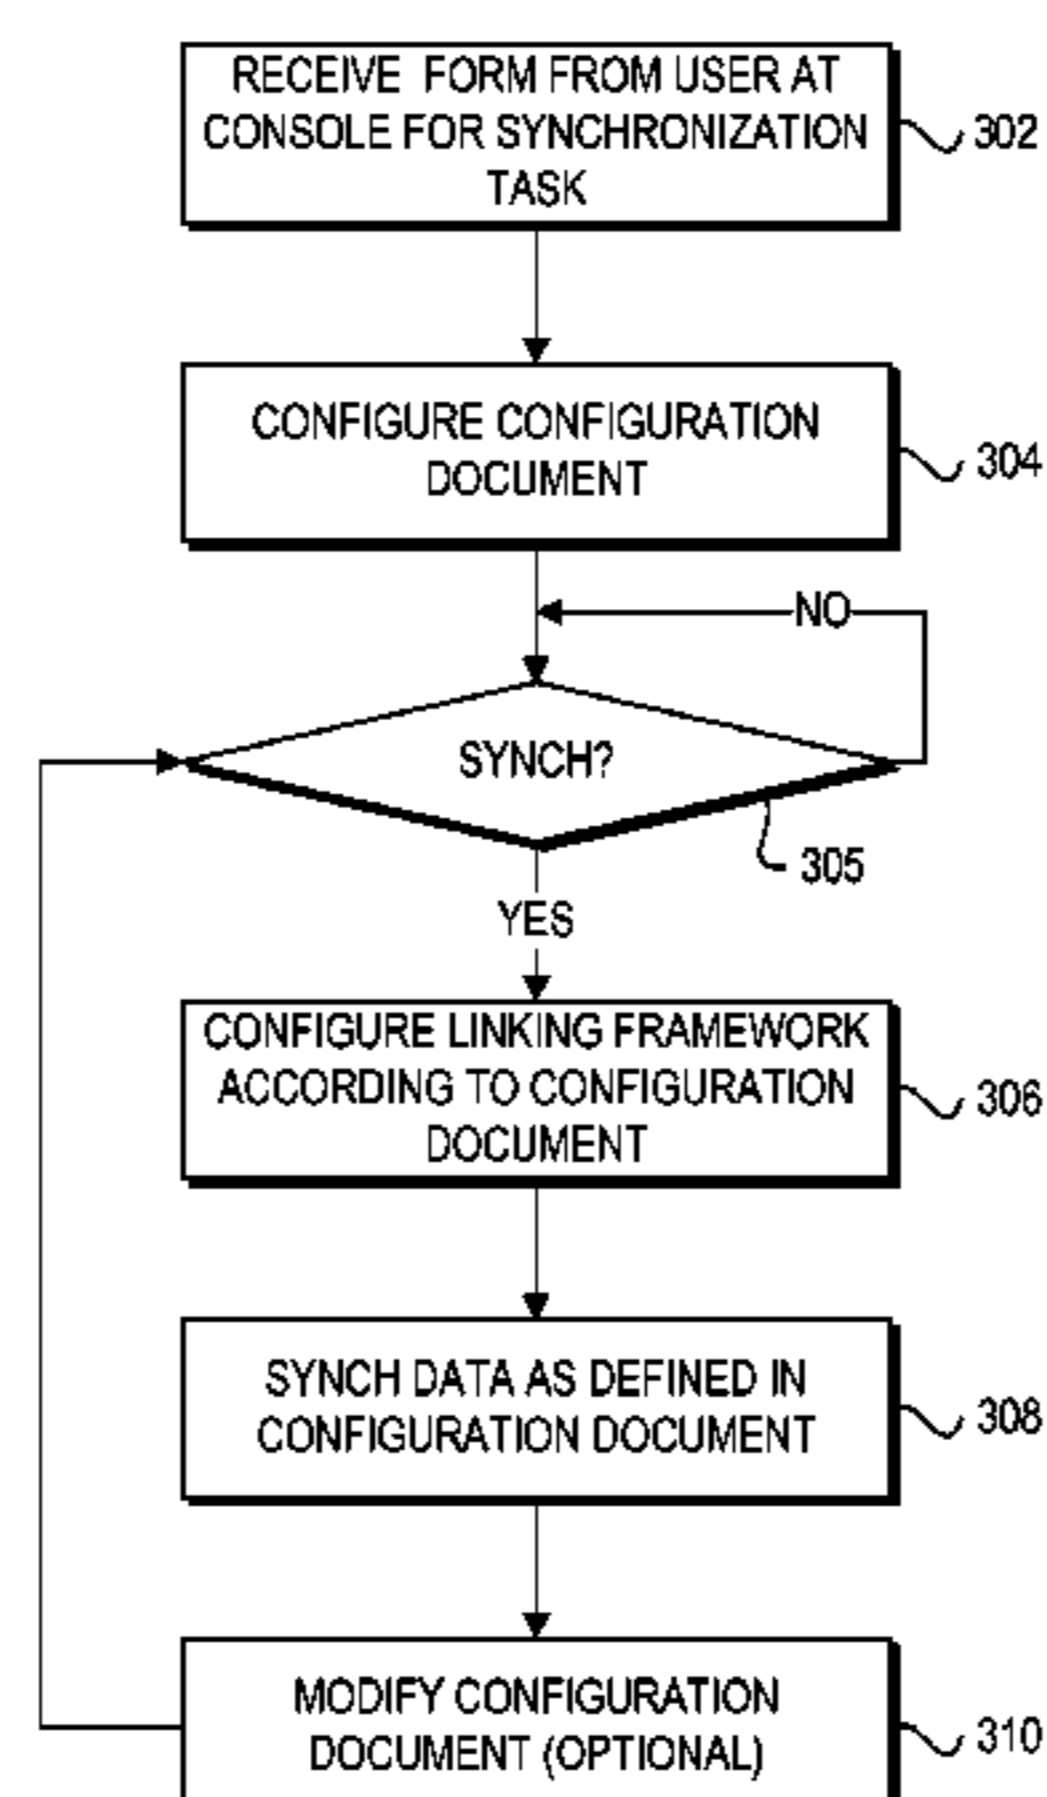 RECEIVE FORM FROM USER AT
CONSOLE FOR SYNCHRONIZATION
TASK
302
CONFIGURE CONFIGURATION
DOCUMENT
304
NO
SYNCH?
305
YES
CONFIGURE LINKING FRAMEWORK
ACCORDING TO CONFIGURATION
DOCUMENT
306
SYNCH DATA AS DEFINED IN
CONFIGURATION DOCUMENT
308
MODIFY CONFIGURATION
DOCUMENT (OPTIONAL)
310